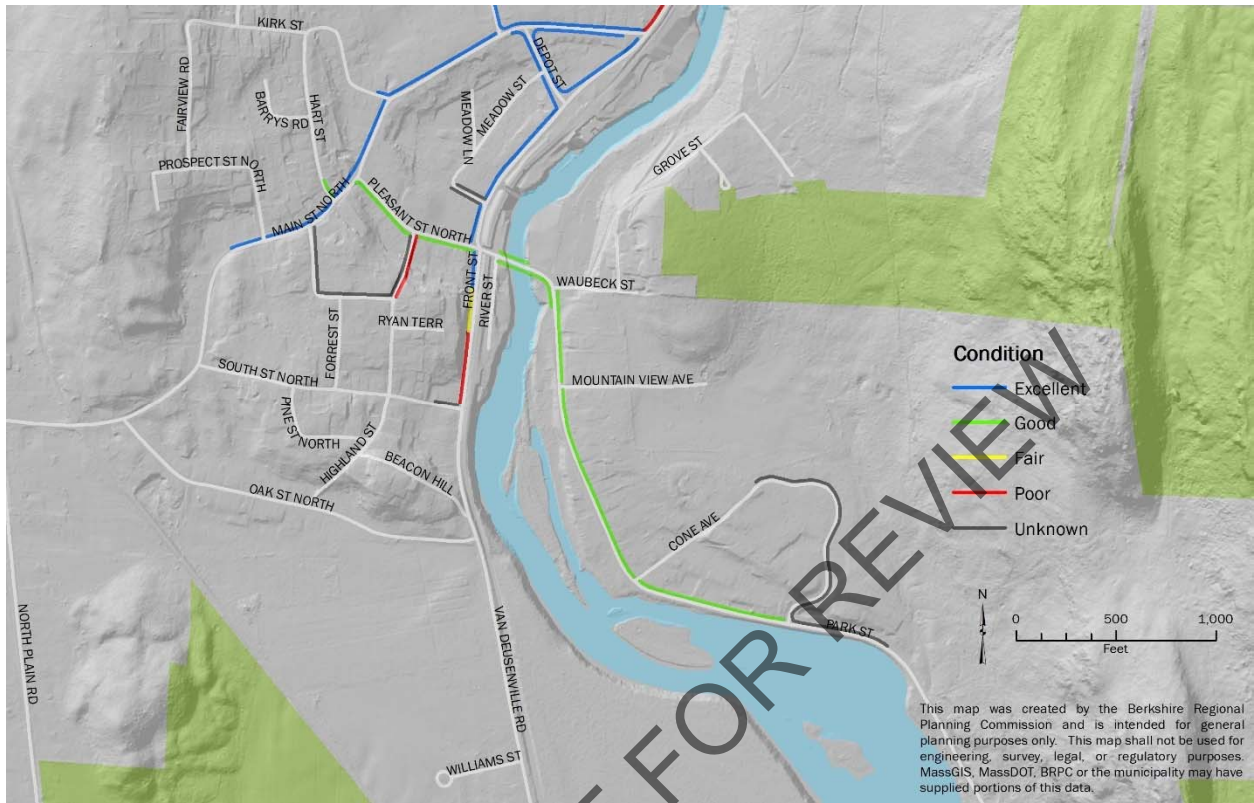 KIRK ST
FAIRVIEW RD
BARRYS RD
HART ST
DEPOT ST
MEADOW ST
MEADOW LN
GROVE ST
PROSPECT ST NORTH
MAIN ST NORTH
PLEASANT ST NORTH
FRONT ST
RIVER ST
WAUBECK ST
FORREST ST
RYAN TERR
SOUTH ST NORTH
MOUNTAIN VIEW AVE
PINE ST NORTH
HIGHLAND ST
BEACON HILL
OAK ST NORTH
CONE AVE
PARK ST
NORTH PLAIN RD
VAN DEUSENVILLE RD
WILLIAMS ST
Condition
Excellent
Good
Fair
Poor
Unknown
N
0 500 1,000
Feet
FOR REVIEW
This map was created by the Berkshire Regional
Planning Commission and is intended for general
planning purposes only. This map shall not be used for
engineering, survey, legal, or regulatory purposes.
MassGIS, MassDOT, BRPC or the municipality may have
supplied portions of this data.